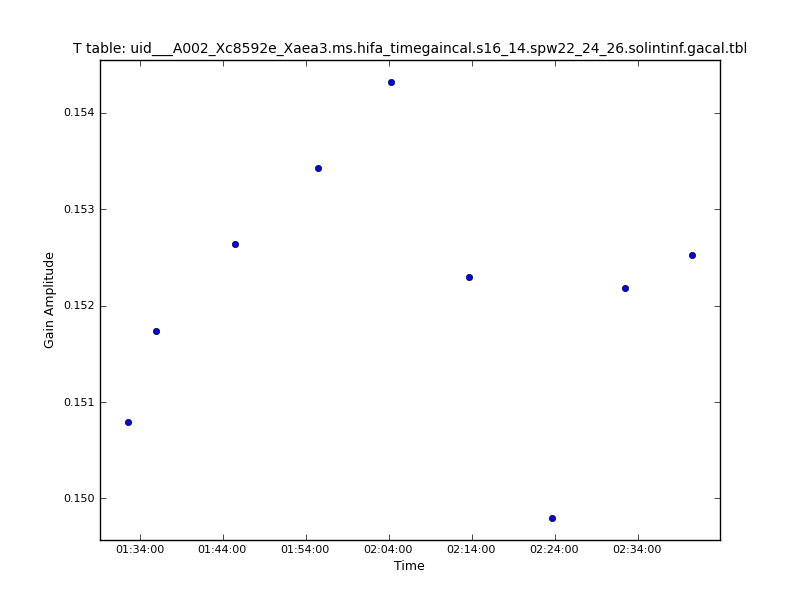 T table: uid___A002_Xc8592e_Xaea3.ms.hifa_timegaincal.s16_14.spw22_24_26.solintinf.gacal.tbl
0.154
0.153
0.152
0.151
0.150
Gain Amplitude
01:34:00 01:44:00 01:54:00 02:04:00 02:14:00 02:24:00 02:34:00
Time